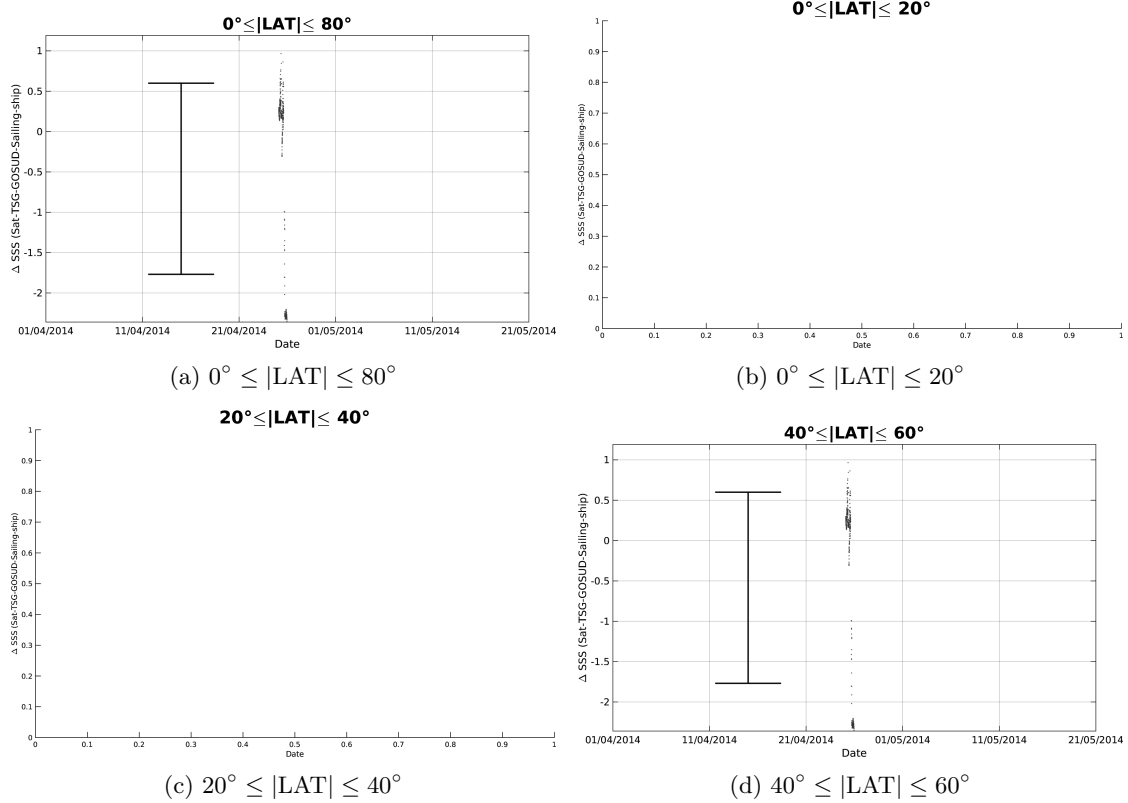 0°≤|LAT|≤ 80°
Δ SSS (Sat-TSG-GOSUD-Sailing-ship)
1
0.5
0
-0.5
-1
-1.5
-2
01/04/2014 11/04/2014 21/04/2014 01/05/2014 11/05/2014 21/05/2014
Date
(a) 0° ≤ |LAT| ≤ 80°
0°≤|LAT|≤ 20°
Δ SSS (Sat-TSG-GOSUD-Sailing-ship)
1
0.9
0.8
0.7
0.6
0.5
0.4
0.3
0.2
0.1
0
0 0.1 0.2 0.3 0.4 0.5 0.6 0.7 0.8 0.9 1
Date
(b) 0° ≤ |LAT| ≤ 20°
20°≤|LAT|≤ 40°
Δ SSS (Sat-TSG-GOSUD-Sailing-ship)
1
0.9
0.8
0.7
0.6
0.5
0.4
0.3
0.2
0.1
0
0 0.1 0.2 0.3 0.4 0.5 0.6 0.7 0.8 0.9 1
Date
(c) 20° ≤ |LAT| ≤ 40°
40°≤|LAT|≤ 60°
Δ SSS (Sat-TSG-GOSUD-Sailing-ship)
1
0.5
0
-0.5
-1
-1.5
-2
01/04/2014 11/04/2014 21/04/2014 01/05/2014 11/05/2014 21/05/2014
Date
(d) 40° ≤ |LAT| ≤ 60°